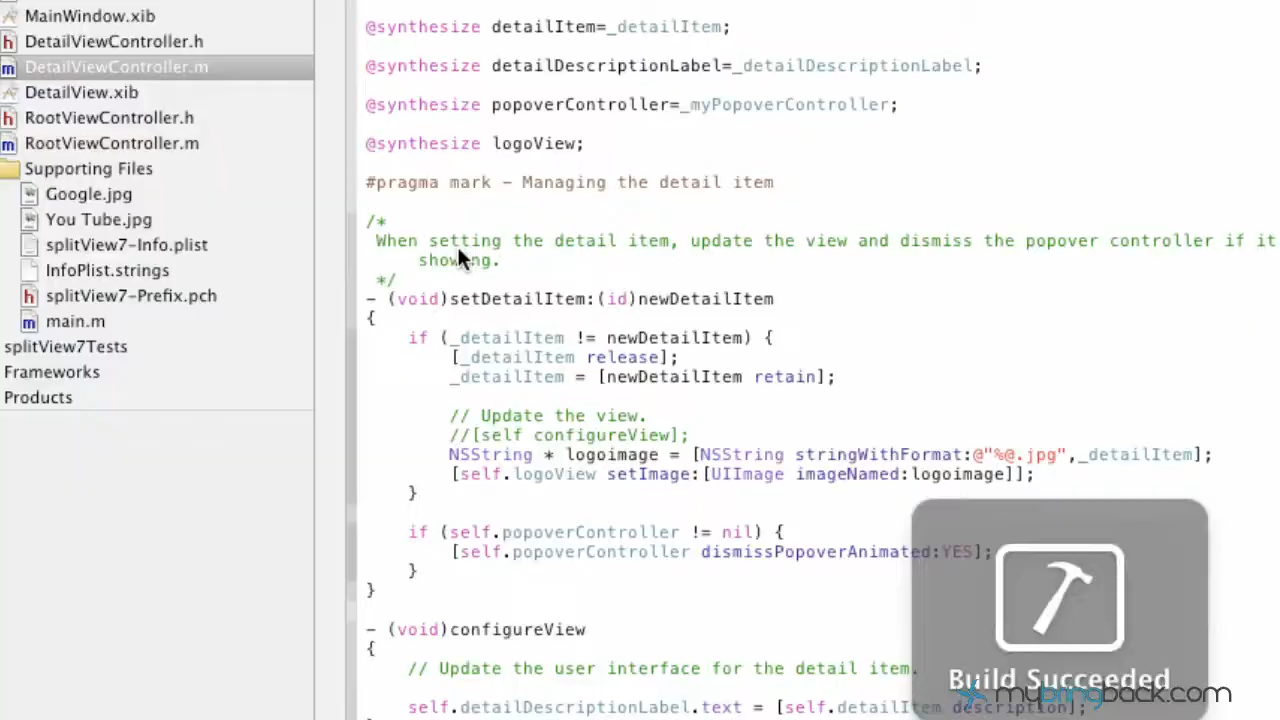 MainWindow.xib
DetailViewController.h
DetailViewController.m
DetailView.xib
RootViewController.h
RootViewController.m
Supporting Files
Google.jpg
You Tube.jpg
splitView7-Info.plist
InfoPlist.strings
splitView7-Prefix.pch
main.m
splitView7Tests
Frameworks
Products
@synthesize detailItem=_detailItem;
@synthesize detailDescriptionLabel=_detailDescriptionLabel;
@synthesize popoverController=_myPopoverController;
@synthesize logoView;
#pragma mark - Managing the detail item
/*
When setting the detail item, update the view and dismiss the popover controller if it
showing.
*/
- (void)setDetailItem:(id)newDetailItem
{
if (_detailItem != newDetailItem) {
[_detailItem release];
_detailItem = [newDetailItem retain];
// Update the view.
//[self configureView];
NSString * logoimage = [NSString stringWithFormat:@"%@.jpg",_detailItem];
[self.logoView setImage:[UIImage imageNamed:logoimage]];
}
if (self.popoverController != nil) {
[self.popoverController dismissPopoverAnimated:YES];
}
}
- (void)configureView
{
// Update the user interface for the detail item.
self.detailDescriptionLabel.text = [self.detailItem description];
Build Succeeded
mybringback.com